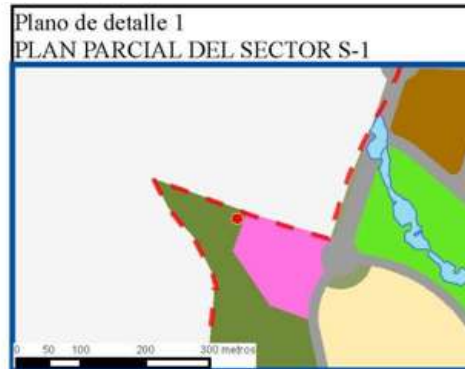 Plano de detalle 1
PLAN PARCIAL DEL SECTOR S-1
0 50 100 200 300 metros